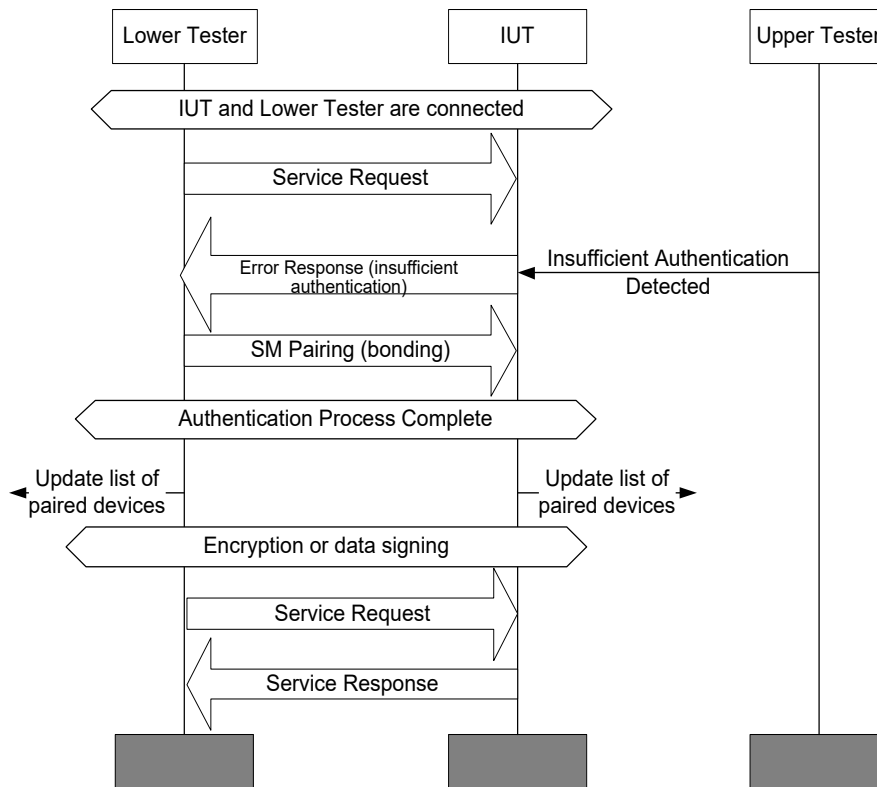 Lower Tester
IUT
Upper Tester
IUT and Lower Tester are connected
Service Request
Insufficient Authentication
Detected
Error Response (insufficient
authentication)
SM Pairing (bonding)
Authentication Process Complete
Update list of
paired devices
Update list of
paired devices
Encryption or data signing
Service Request
Service Response